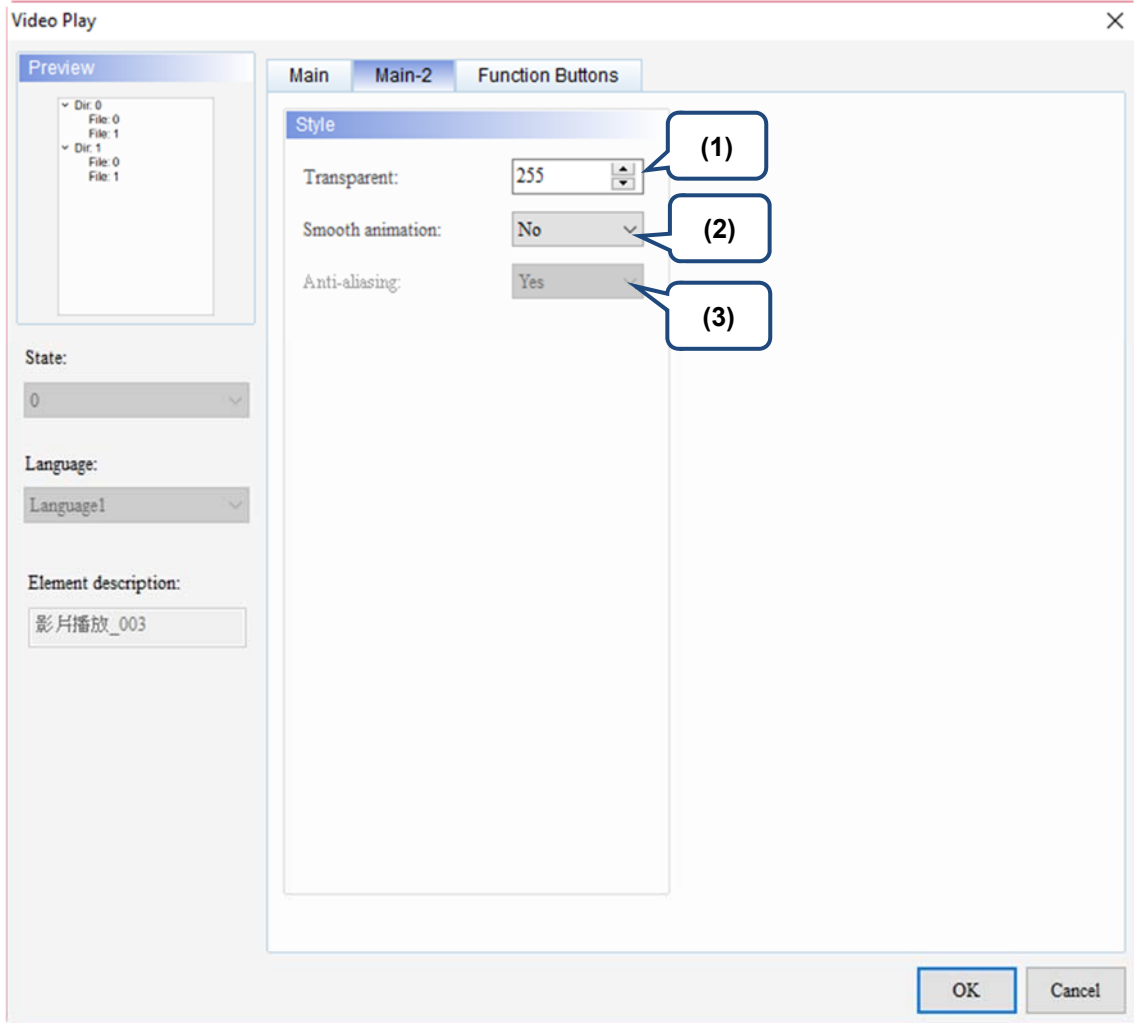 Video Play
Preview
Dir: 0
File: 0
File: 1
Dir: 1
File: 0
File: 1
State:
0
Language:
Language1
Element description:
影片播放_003
Main Main-2 Function Buttons
Style
Transparent: 255 (1)
Smooth animation: No (2)
Anti-aliasing: Yes (3)
OK Cancel